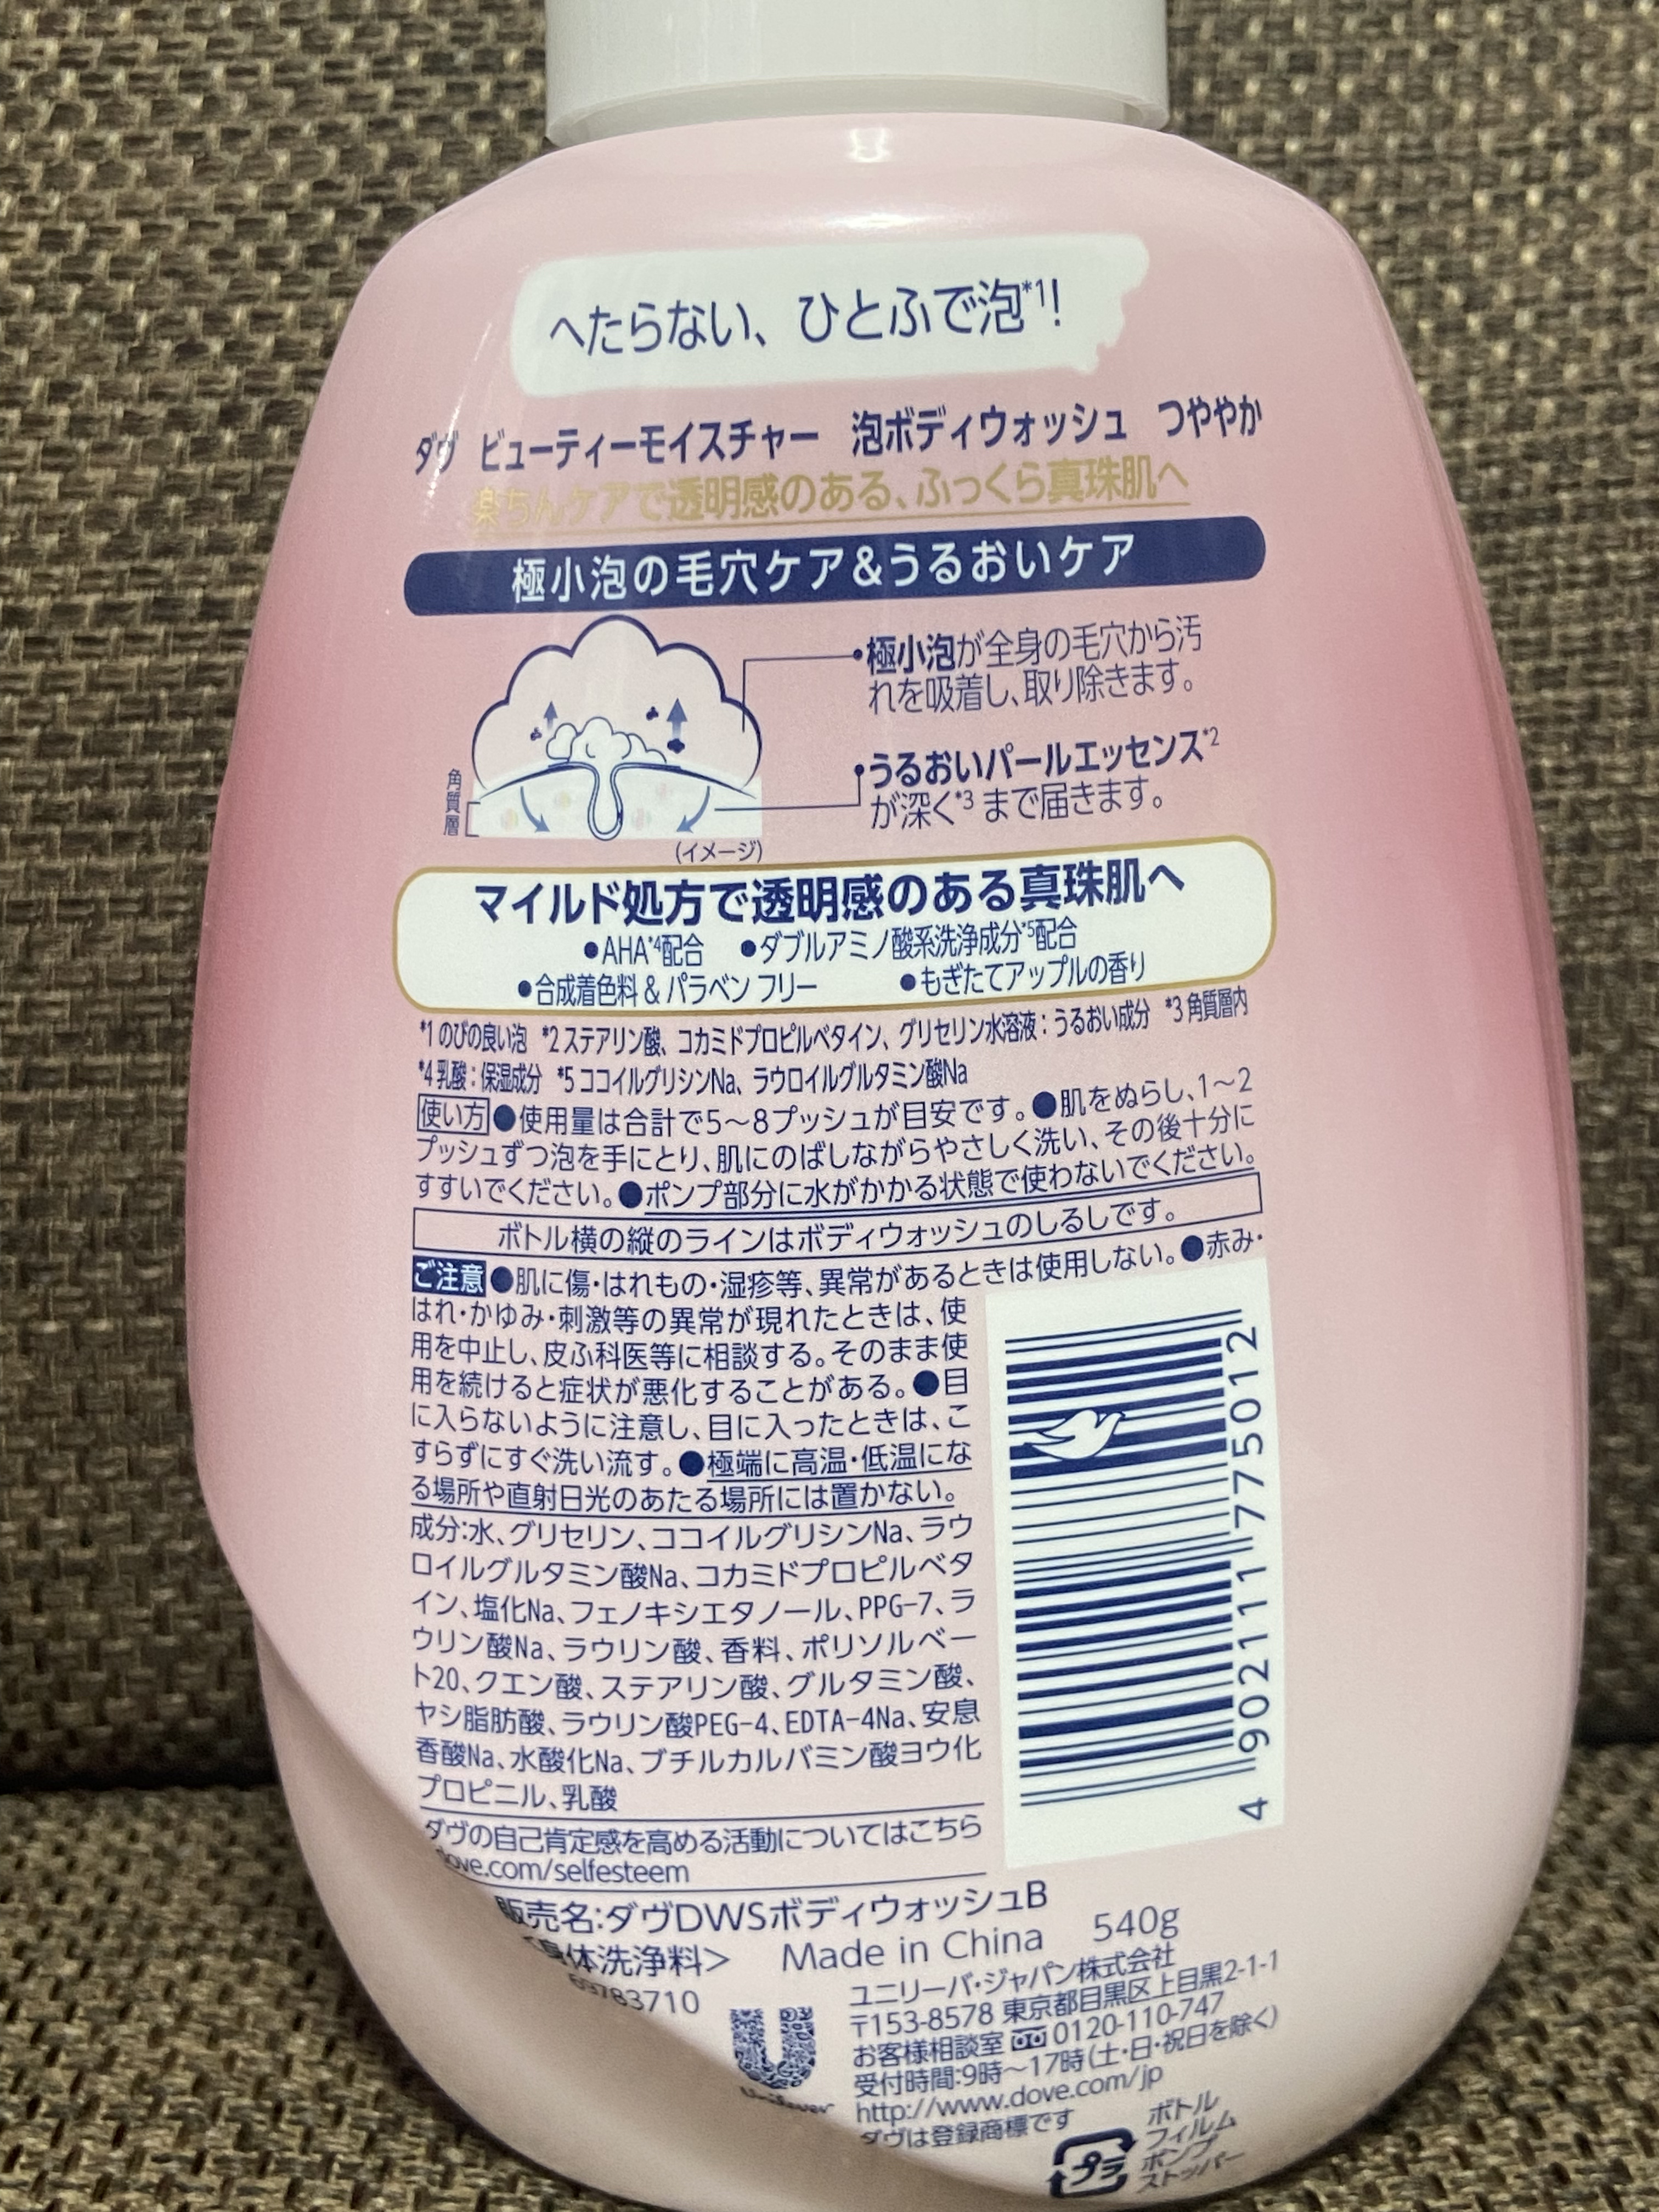 へたらない、ひとふで泡*1!
ダヴ ビューティーモイスチャー 泡ボディウォッシュ つややか
楽ちんケアで透明感のある、ふっくら真珠肌へ
極小泡の毛穴ケア&うるおいケア
•極小泡が全身の毛穴から汚
れを吸着し、取り除きます。
•うるおいパールエッセンス*2
が深く*3 まで届きます。
角質層
(イメージ)
マイルド処方で透明感のある真珠肌へ
●AHA*4配合 ●ダブルアミノ酸系洗浄成分*5配合
●合成着色料 & パラベン フリー ●もぎたてアップルの香り
*1 のびの良い泡 *2 ステアリン酸、コカミドプロピルベタイン、グリセリン水溶液:うるおい成分 *3 角質層内
*4 乳酸:保湿成分 *5 ココイルグリシンNa、ラウロイルグルタミン酸Na
使い方●使用量は合計で5〜8プッシュが目安です。●肌をぬらし、1〜2
プッシュずつ泡を手にとり、肌にのばしながらやさしく洗い、その後十分に
すすいでください。●ポンプ部分に水がかかる状態で使わないでください。
ボトル横の縦のラインはボディウォッシュのしるしです。
ご注意●肌に傷・はれもの・湿疹等、異常があるときは使用しない。●赤み・
はれ・かゆみ・刺激等の異常が現れたときは、使
用を中止し、皮ふ科医等に相談する。そのまま使
用を続けると症状が悪化することがある。●目
に入らないように注意し、目に入ったときは、こ
すらずにすぐ洗い流す。●極端に高温・低温にな
る場所や直射日光のあたる場所には置かない。
成分:水、グリセリン、ココイルグリシンNa、ラウ
ロイルグルタミン酸Na、コカミドプロピルベタ
イン、塩化Na、フェノキシエタノール、PPG-7、ラ
ウリン酸Na、ラウリン酸、香料、ポリソルベー
ト20、クエン酸、ステアリン酸、グルタミン酸、
ヤシ脂肪酸、ラウリン酸PEG-4、EDTA-4Na、安息
香酸Na、水酸化Na、ブチルカルバミン酸ヨウ化
プロピニル、乳酸
4 902111 775012
ダヴの自己肯定感を高める活動についてはこちら
dove.com/selfesteem
販売名:ダヴDWSボディウォッシュB
<身体洗浄料> Made in China 540g
Unilever
ユニリーバ・ジャパン株式会社
〒153-8578 東京都目黒区上目黒2-1-1
お客様相談室 0120-110-747
受付時間:9時〜17時(土・日・祝日を除く)
http://www.dove.com/jp
ダヴは登録商標です
プラ
ボトル
フィルム
ポンプ
ストッパー